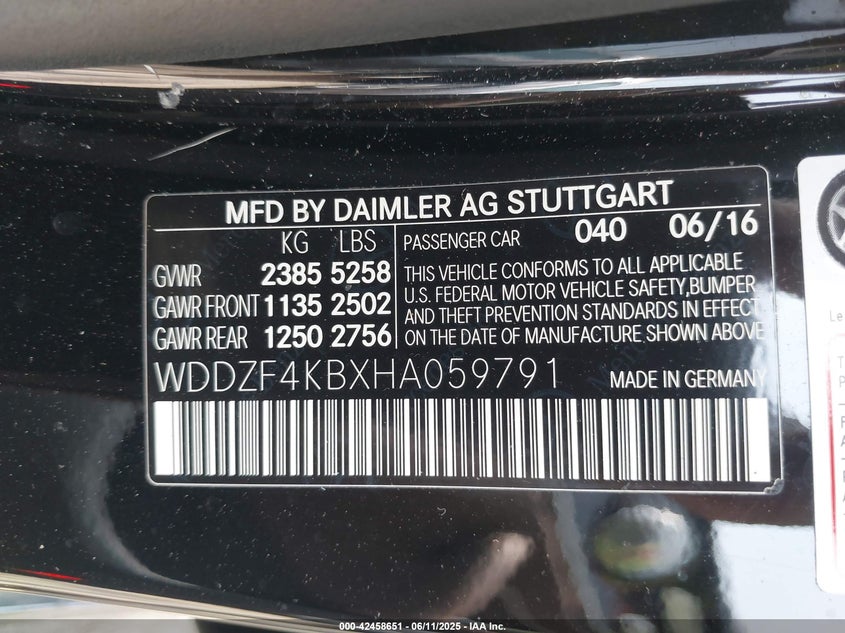 MFD BY DAIMLER AG STUTTGART
KG LBS
GVWR 2385 5258
GAWR FRONT 1135 2502
GAWR REAR 1250 2756
PASSENGER CAR 040 06/16
THIS VEHICLE CONFORMS TO ALL APPLICABLE
U.S. FEDERAL MOTOR VEHICLE SAFETY,BUMPER
AND THEFT PREVENTION STANDARDS IN EFFECT
ON THE DATE OF MANUFACTURE SHOWN ABOVE
WDDZF4KBXHA059791 MADE IN GERMANY
Le
000-42458651 - 06/11/2025 - IAA Inc.